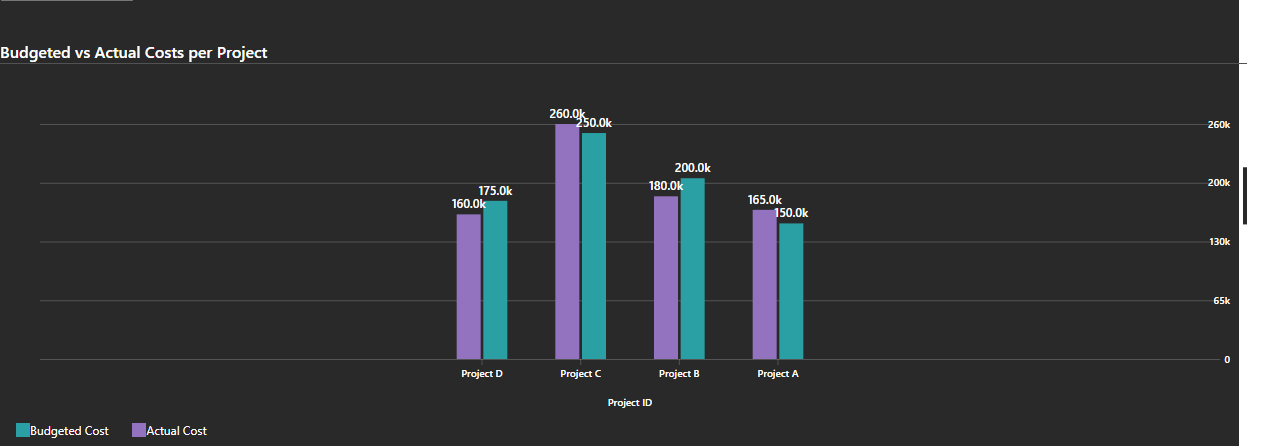 Budgeted vs Actual Costs per Project
260.0k
250.0k
260k
175.0k
200.0k
200k
160.0k
180.0k
165.0k
150.0k
130k
65k
0
Project D
Project C
Project B
Project A
Project ID
Budgeted Cost
Actual Cost